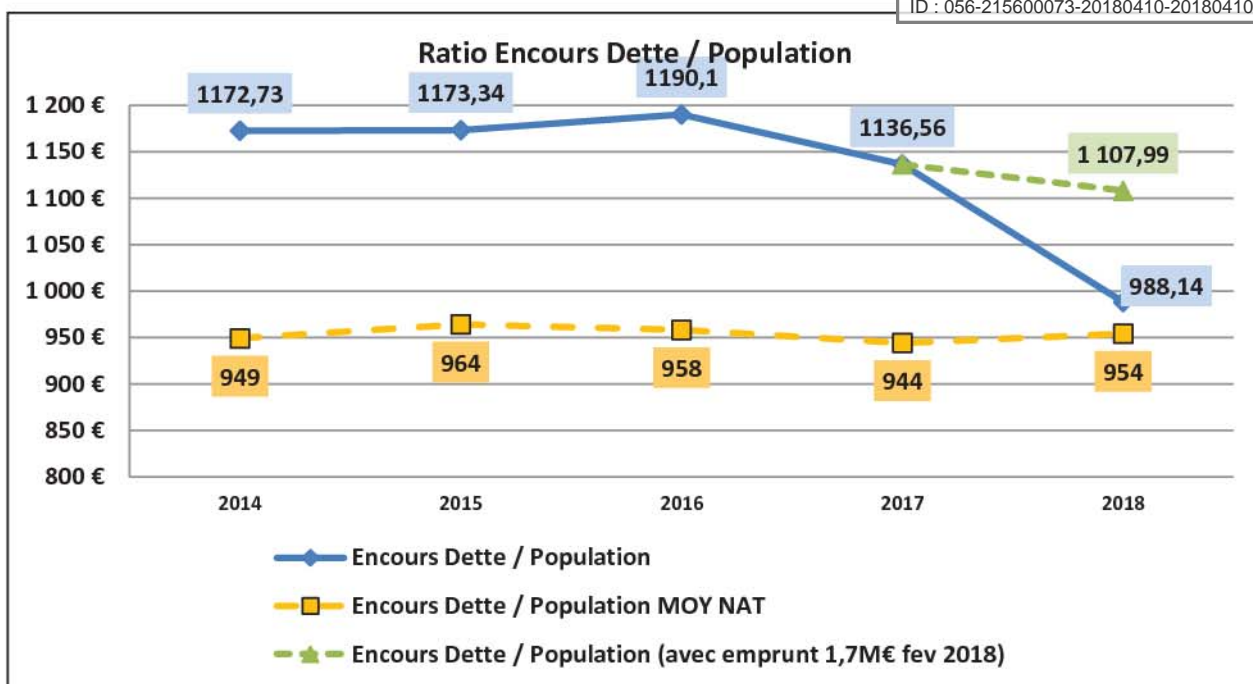 ID : 056-215600073-20180410-20180410
Ratio Encours Dette / Population
1172,73
1173,34
1190,1
1 200 €
1136,56
1 150 €
1 107,99
1 100 €
1 050 €
1 000 €
988,14
950 €
949
964
958
944
954
900 €
850 €
800 €
2014 2015 2016 2017 2018
Encours Dette / Population
Encours Dette / Population MOY NAT
Encours Dette / Population (avec emprunt 1,7M€ fev 2018)